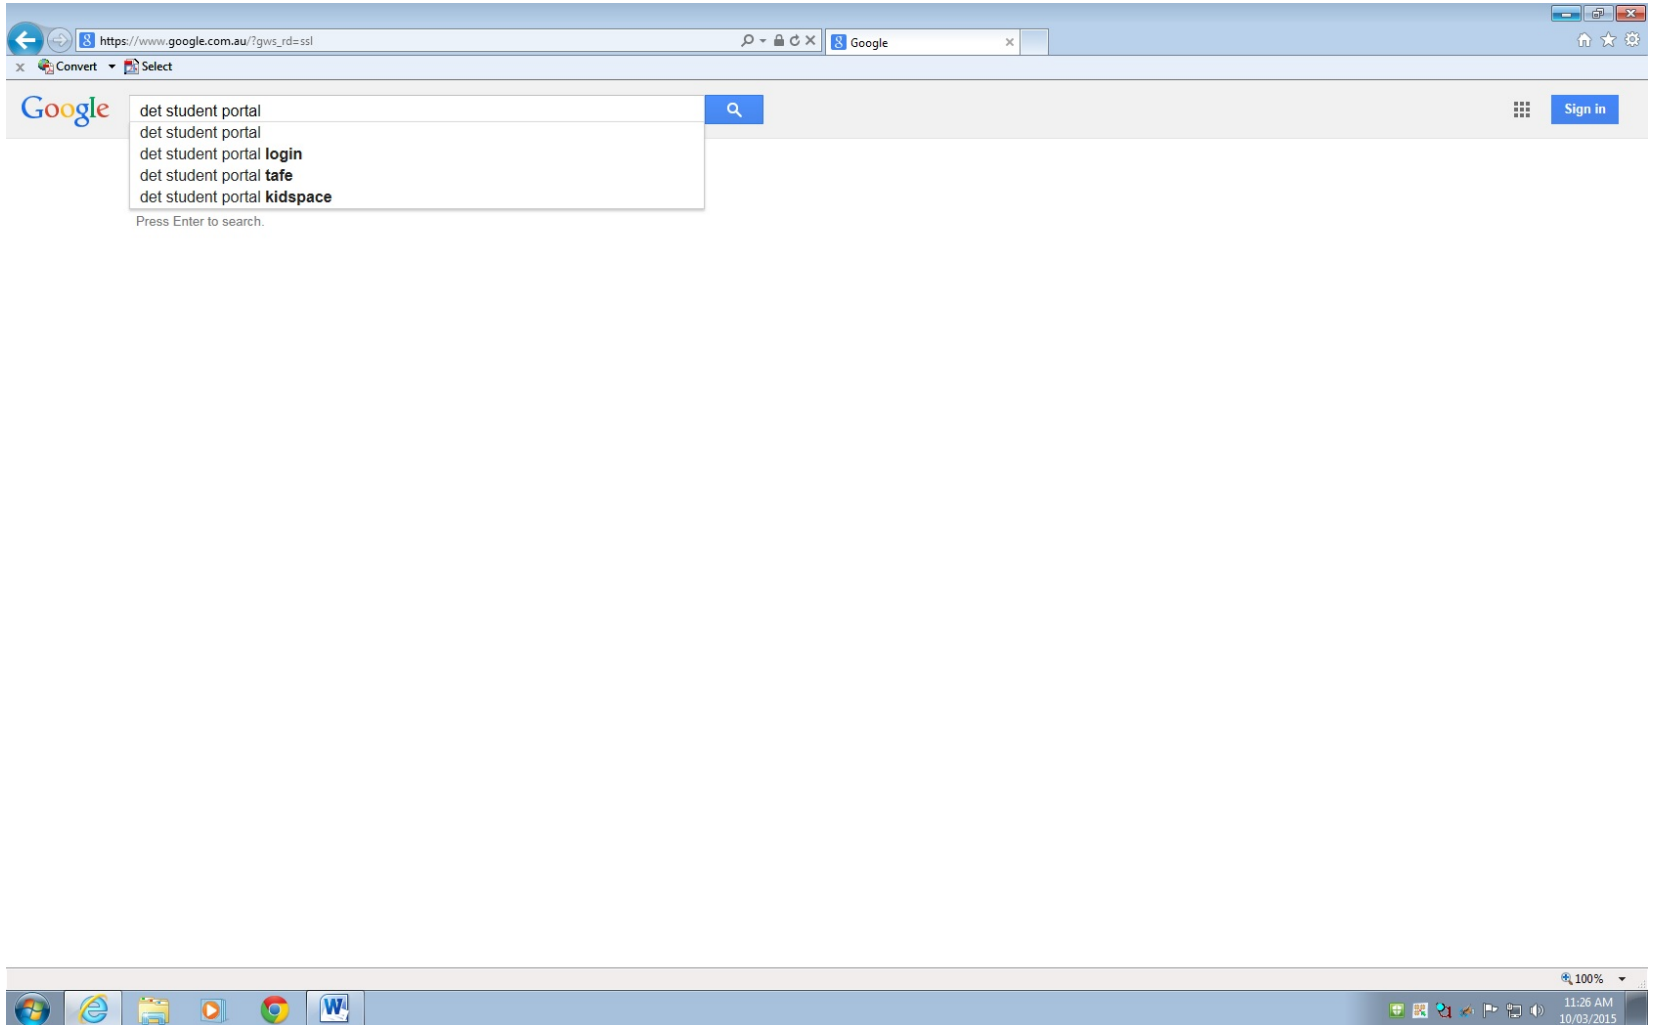 https://www.google.com.au/?gws_rd=ssl
Google
Convert
Select
Google
det student portal
Sign in
det student portal
det student portal login
det student portal tafe
det student portal kidspace
Press Enter to search.
100%
11:26 AM
10/03/2015